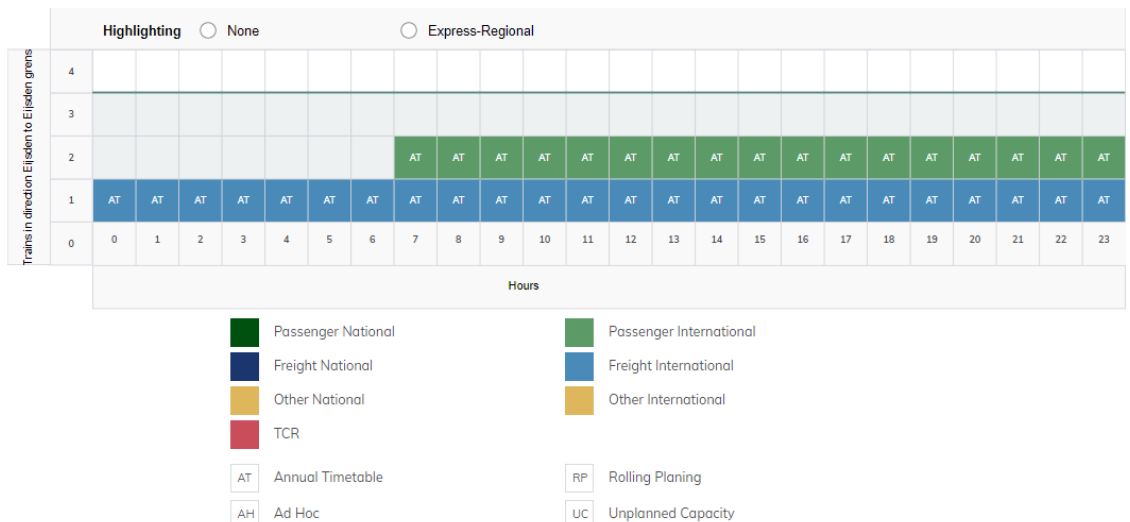 Highlighting None Express-Regional
Trains in direction Eijsden to Eijsden grens
4
3
2 AT AT AT AT AT AT AT AT AT AT AT AT AT AT AT AT AT
1 AT AT AT AT AT AT AT AT AT AT AT AT AT AT AT AT AT AT AT AT AT AT AT AT
0 0 1 2 3 4 5 6 7 8 9 10 11 12 13 14 15 16 17 18 19 20 21 22 23
Hours
Passenger National Passenger International
Freight National Freight International
Other National Other International
TCR
AT Annual Timetable RP Rolling Planing
AH Ad Hoc UC Unplanned Capacity